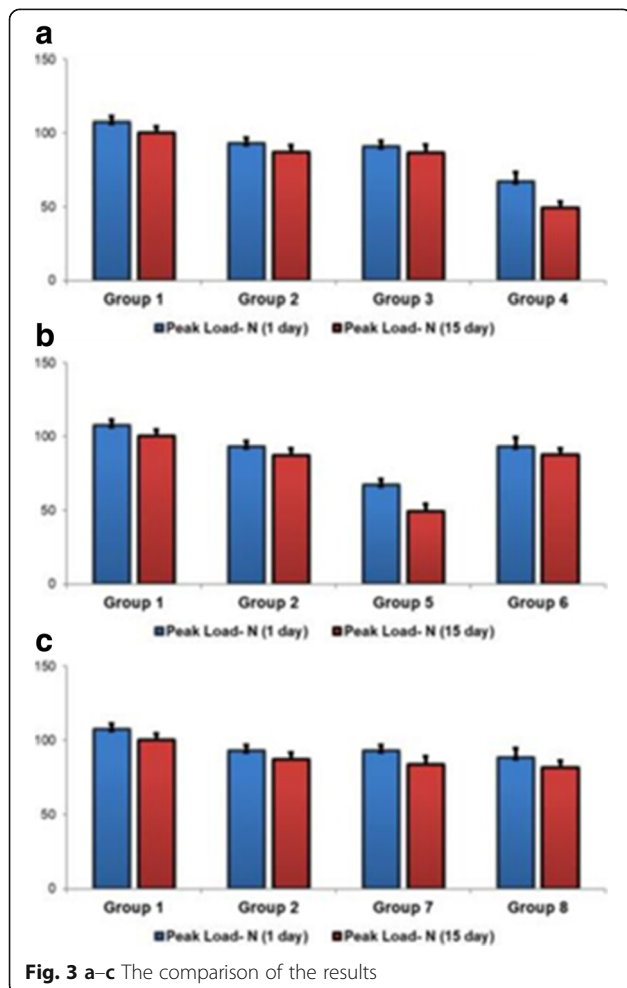 a
150
100
50
0
Group 1 Group 2 Group 3 Group 4
Peak Load- N (1 day) Peak Load- N (15 day)
b
150
100
50
0
Group 1 Group 2 Group 5 Group 6
Peak Load- N (1 day) Peak Load- N (15 day)
c
150
100
50
0
Group 1 Group 2 Group 7 Group 8
Peak Load- N (1 day) Peak Load- N (15 day)
Fig. 3 a–c The comparison of the results